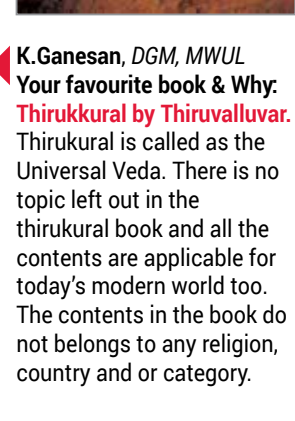 K.Ganesan, DGM, MWUL
Your favourite book & Why:
Thirukkural by Thiruvalluvar.
Thirukural is called as the
Universal Veda. There is no
topic left out in the
thirukural book and all the
contents are applicable for
today's modern world too.
The contents in the book do
not belongs to any religion,
country and or category.